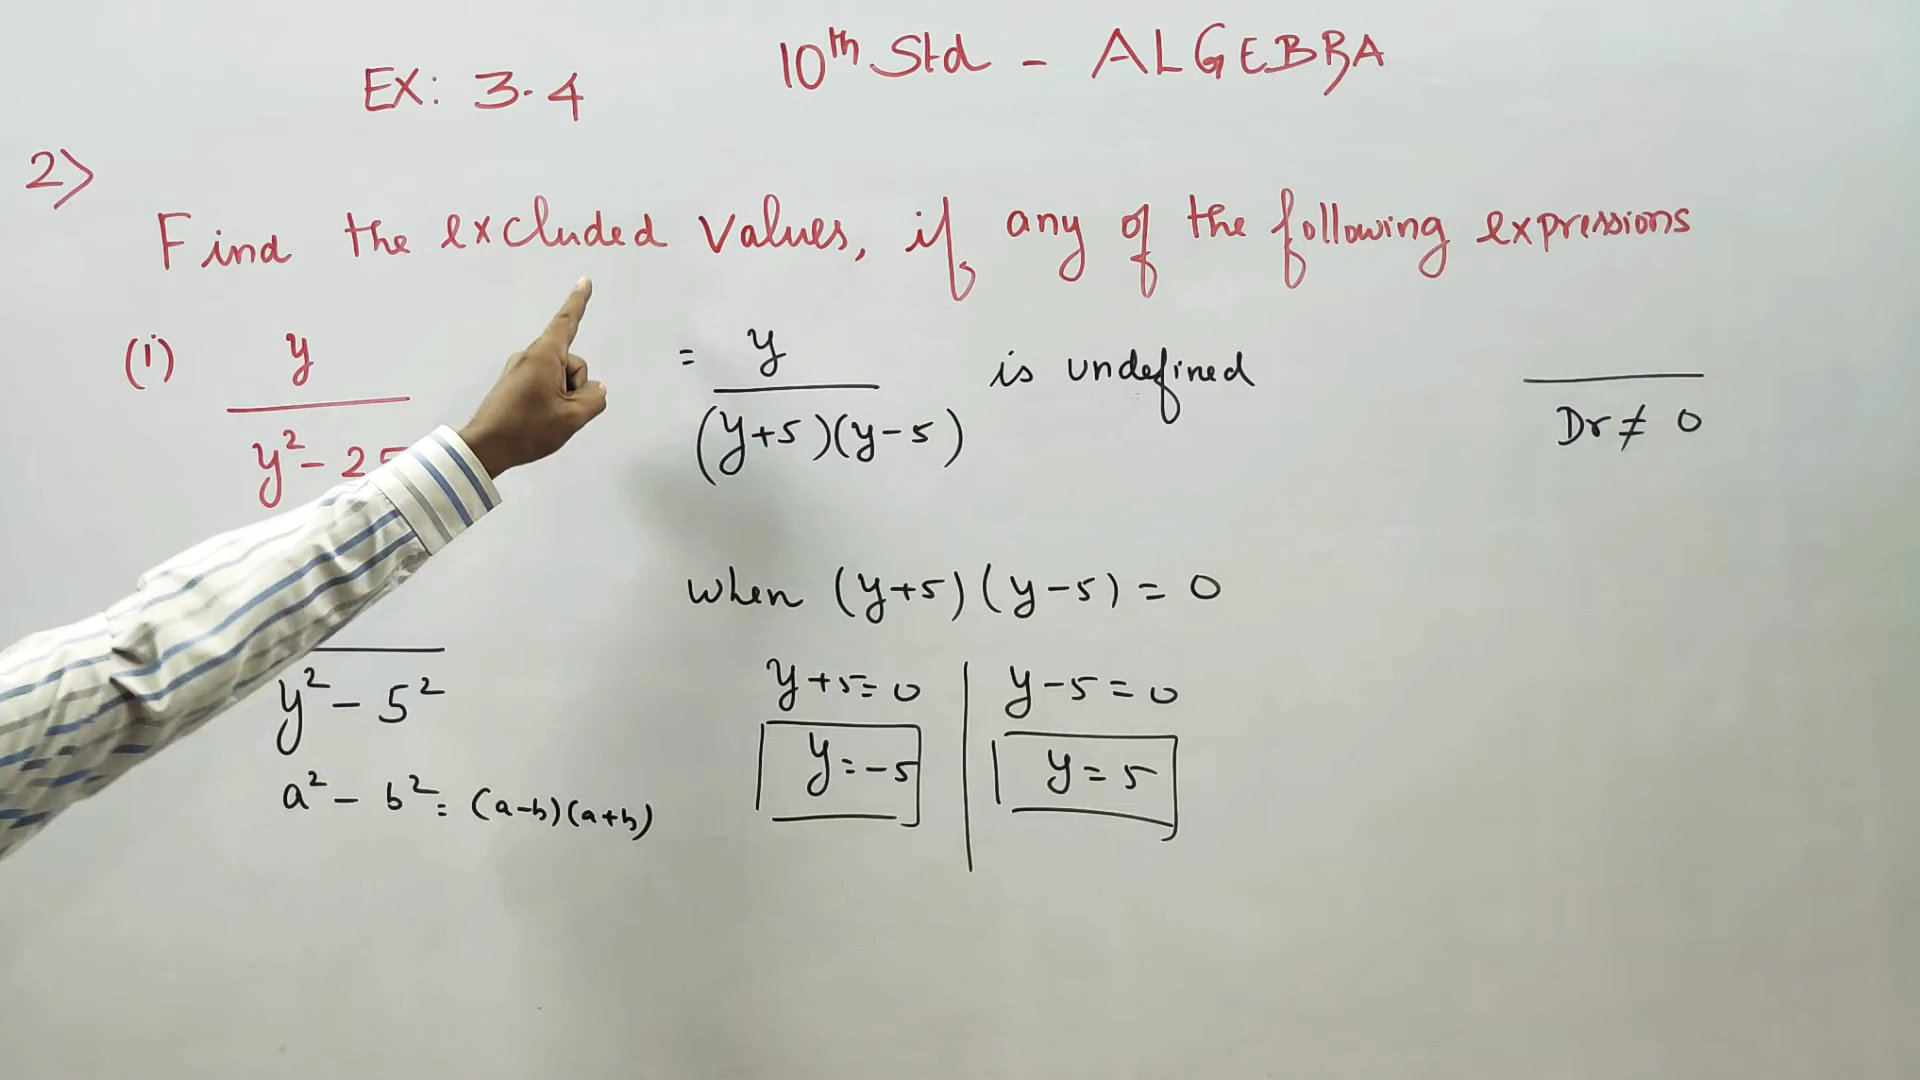 10th Std - ALGEBRA
EX: 3.4
2>
Find the excluded values, if any of the following expressions
(i) y / y² - 25
= y / (y+5)(y-5) is undefined
Dr ≠ 0
when (y+5)(y-5) = 0
y² - 5²
a² - b² = (a-b)(a+b)
y+5=0
y=-5
y-5=0
y=5